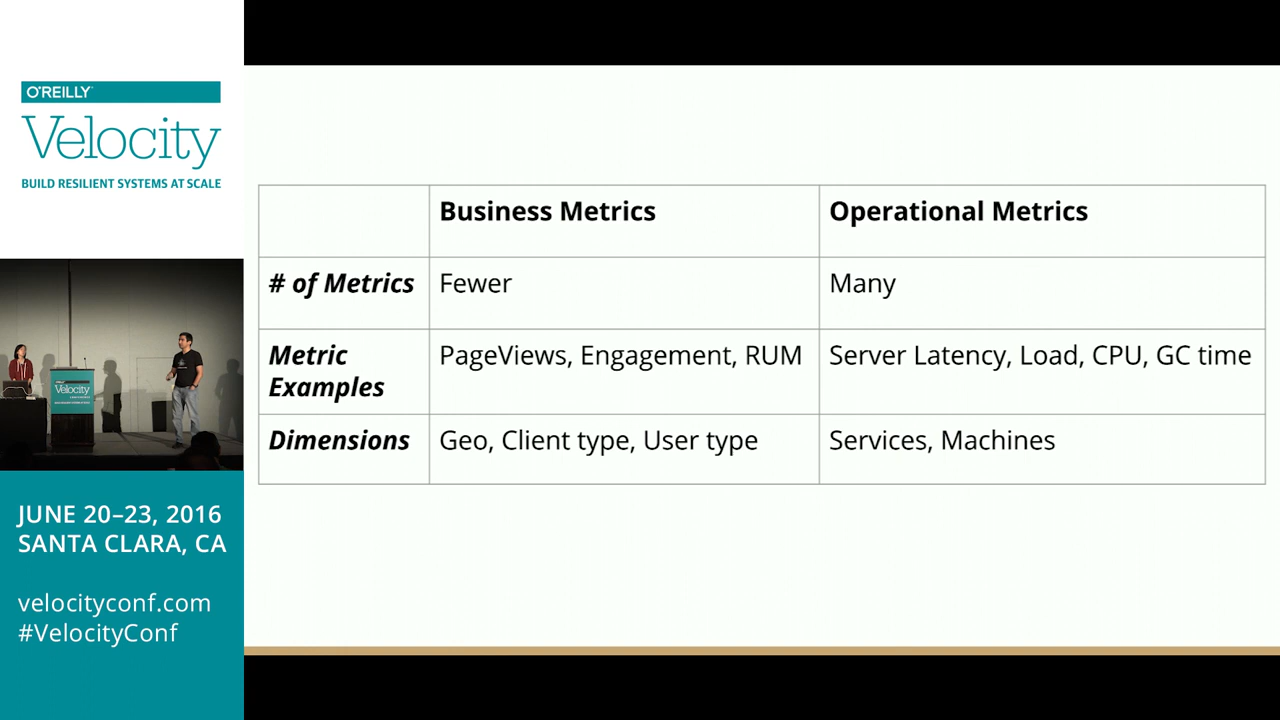 O'REILLY
Velocity
BUILD RESILIENT SYSTEMS AT SCALE
Velocity
JUNE 20–23, 2016
SANTA CLARA, CA
velocityconf.com
#VelocityConf
Business Metrics
Operational Metrics
# of Metrics
Fewer
Many
Metric
Examples
PageViews, Engagement, RUM
Server Latency, Load, CPU, GC time
Dimensions
Geo, Client type, User type
Services, Machines